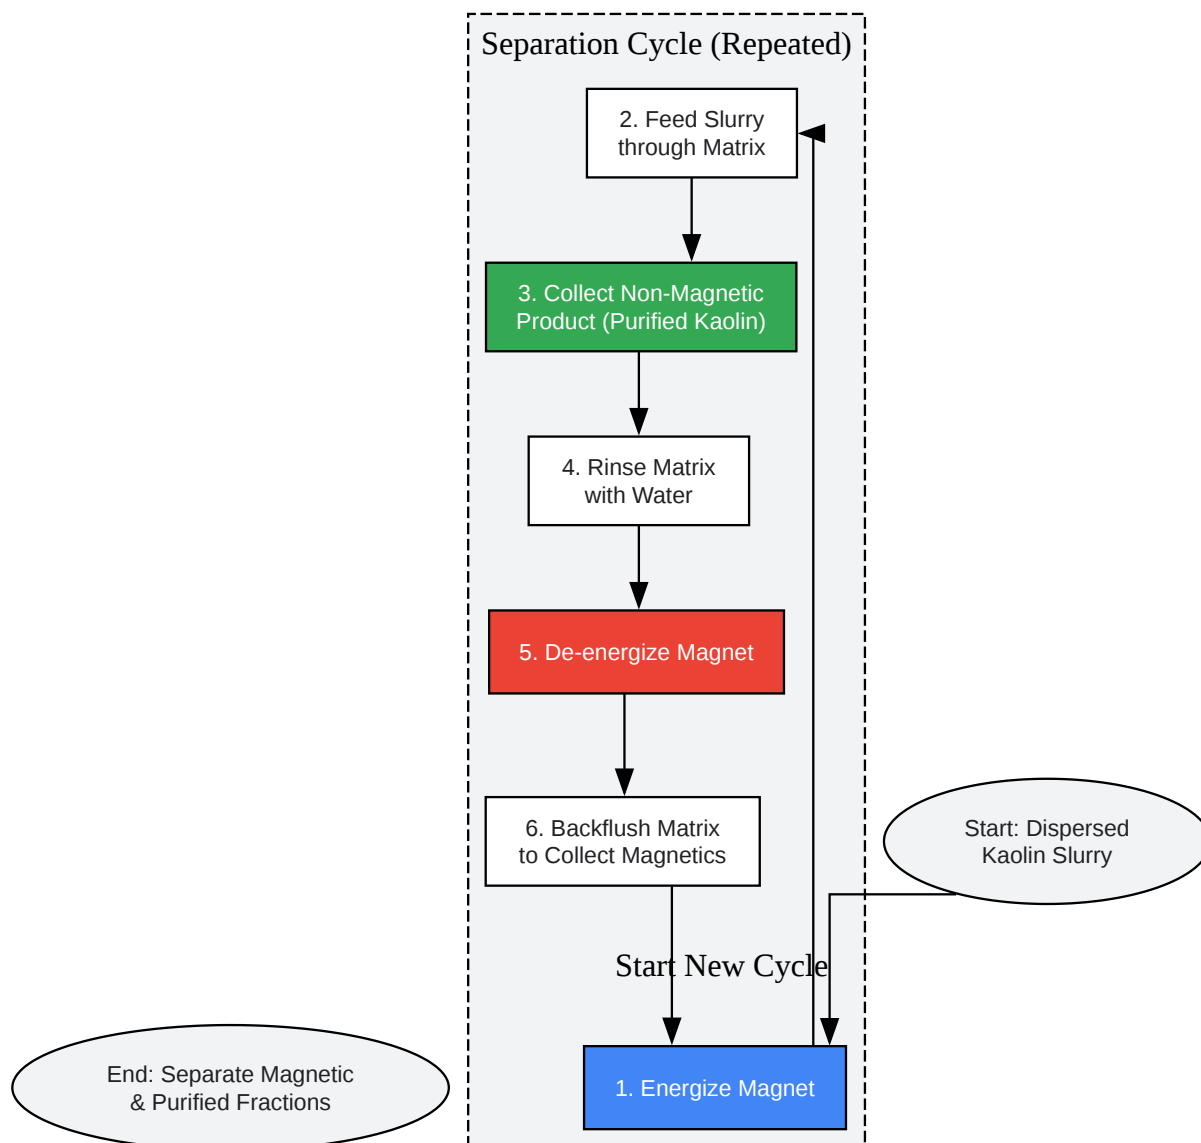 Separation Cycle (Repeated)
2. Feed Slurry
through Matrix
3. Collect Non-Magnetic
Product (Purified Kaolin)
4. Rinse Matrix
with Water
5. De-energize Magnet
6. Backflush Matrix
to Collect Magnetics
Start: Dispersed
Kaolin Slurry
Start New Cycle
End: Separate Magnetic
& Purified Fractions
1. Energize Magnet